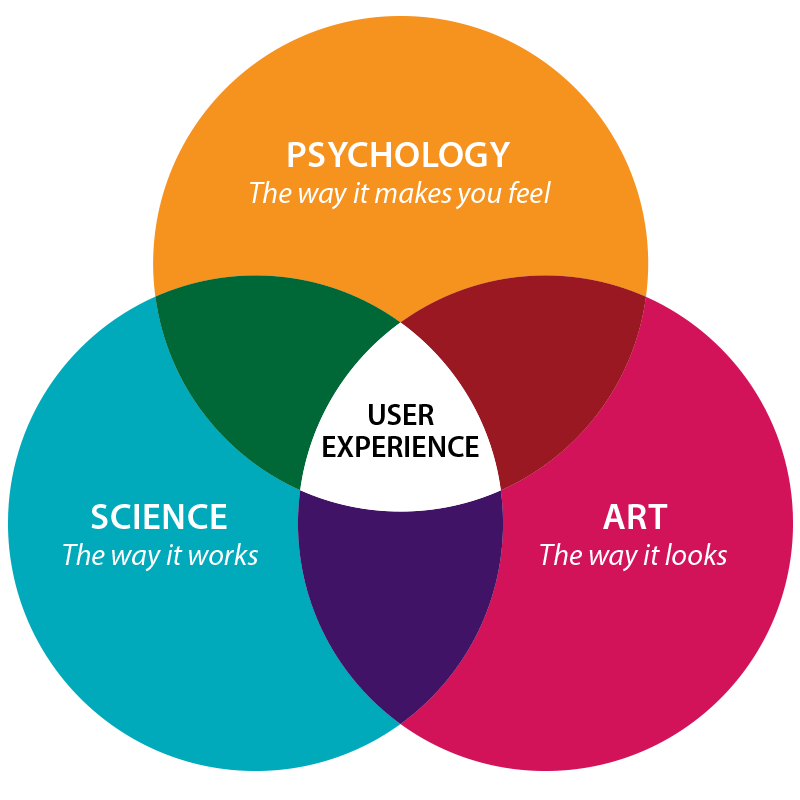 PSYCHOLOGY
The way it makes you feel
USER
EXPERIENCE
SCIENCE
The way it works
ART
The way it looks